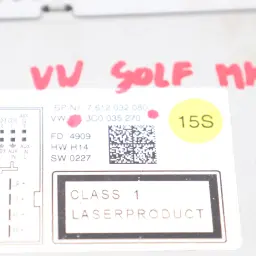 VW GOLF MK
GP-Nr. 7 612 032 080
VW 3C0 035 270
15S
FD 4909
HW H14
SW 0227
CLASS 1
LASERPRODUCT